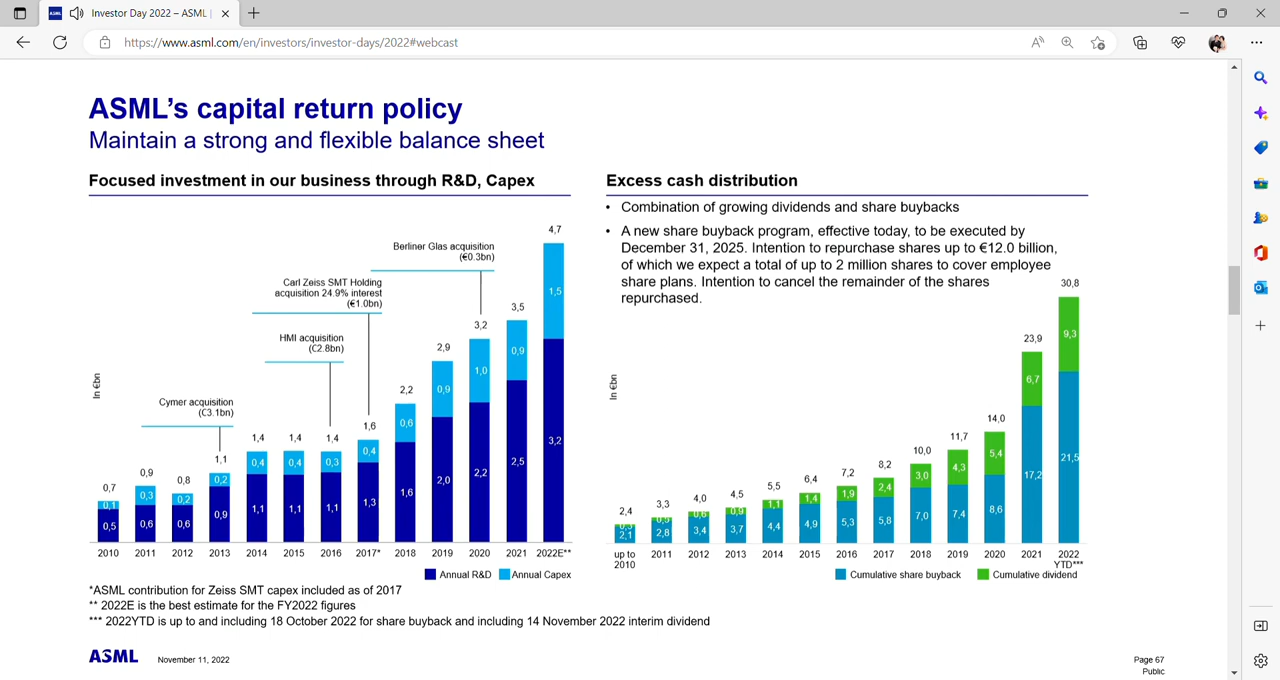 ASML
Investor Day 2022 – ASML |
https://www.asml.com/en/investors/investor-days/2022#webcast
ASML's capital return policy
Maintain a strong and flexible balance sheet
Focused investment in our business through R&D, Capex
In €bn
Cymer acquisition
(€3.1bn)
HMI acquisition
(€2.8bn)
Carl Zeiss SMT Holding
acquisition 24.9% interest
(€1.0bn)
Berliner Glas acquisition
(€0.3bn)
0,7 0,9 0,8 1,1 1,4 1,4 1,4 1,6 2,2 2,9 3,2 3,5 4,7
0,1 0,3 0,2 0,2 0,4 0,4 0,3 0,4 0,6 0,9 1,0 0,9 1,5
0,5 0,6 0,6 0,9 1,1 1,1 1,1 1,3 1,6 2,0 2,2 2,5 3,2
2010 2011 2012 2013 2014 2015 2016 2017* 2018 2019 2020 2021 2022E**
Annual R&D Annual Capex
Excess cash distribution
• Combination of growing dividends and share buybacks
• A new share buyback program, effective today, to be executed by
December 31, 2025. Intention to repurchase shares up to €12.0 billion,
of which we expect a total of up to 2 million shares to cover employee
share plans. Intention to cancel the remainder of the shares
repurchased.
In €bn
2,4 3,3 4,0 4,5 5,5 6,4 7,2 8,2 10,0 11,7 14,0 23,9 30,8
0,3 0,5 0,6 0,9 1,1 1,4 1,9 2,4 3,0 4,3 5,4 6,7 9,3
2,1 2,8 3,4 3,7 4,4 4,9 5,3 5,8 7,0 7,4 8,6 17,2 21,5
up to 2011 2012 2013 2014 2015 2016 2017 2018 2019 2020 2021 2022
2010 YTD***
Cumulative share buyback Cumulative dividend
*ASML contribution for Zeiss SMT capex included as of 2017
** 2022E is the best estimate for the FY2022 figures
*** 2022YTD is up to and including 18 October 2022 for share buyback and including 14 November 2022 interim dividend
ASML
November 11, 2022
Page 67
Public